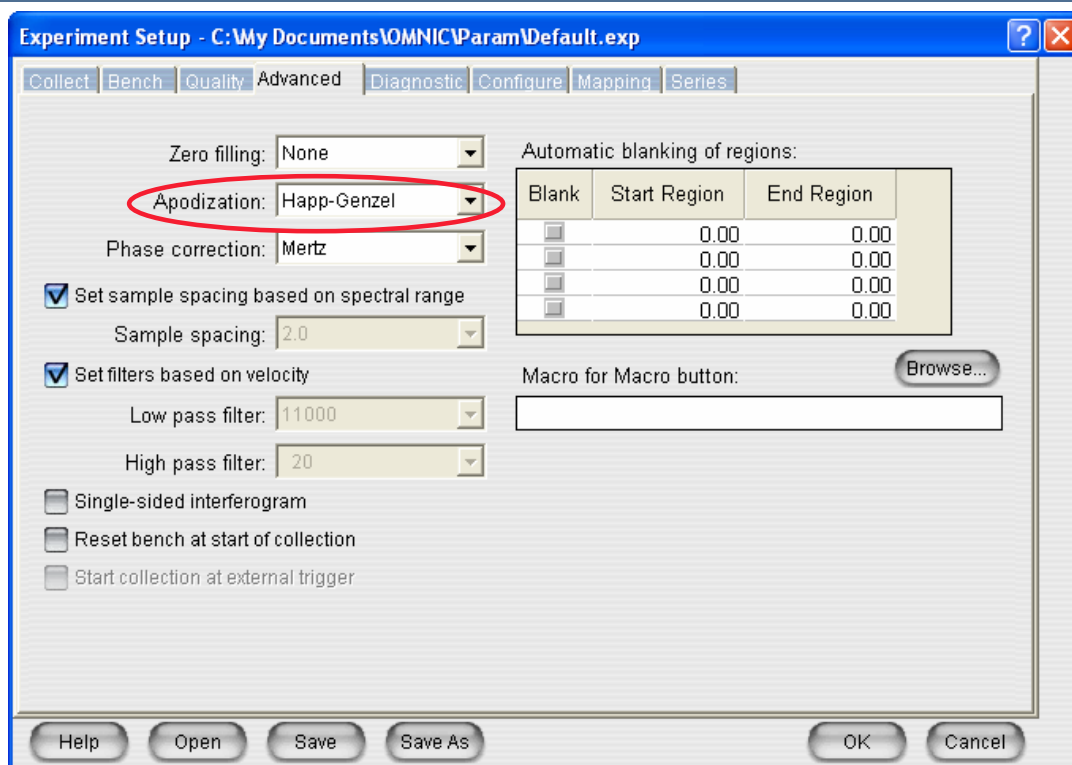 Experiment Setup - C:\My Documents\OMNIC\Param\Default.exp
Collect Bench Quality Advanced Diagnostic Configure Mapping Series
Zero filling: None
Apodization: Happ-Genzel
Phase correction: Mertz
Set sample spacing based on spectral range
Sample spacing: 2.0
Set filters based on velocity
Low pass filter: 11000
High pass filter: 20
Single-sided interferogram
Reset bench at start of collection
Start collection at external trigger
Automatic blanking of regions:
Blank Start Region End Region
0.00 0.00
0.00 0.00
0.00 0.00
0.00 0.00
Browse...
Macro for Macro button:
Help Open Save Save As OK Cancel